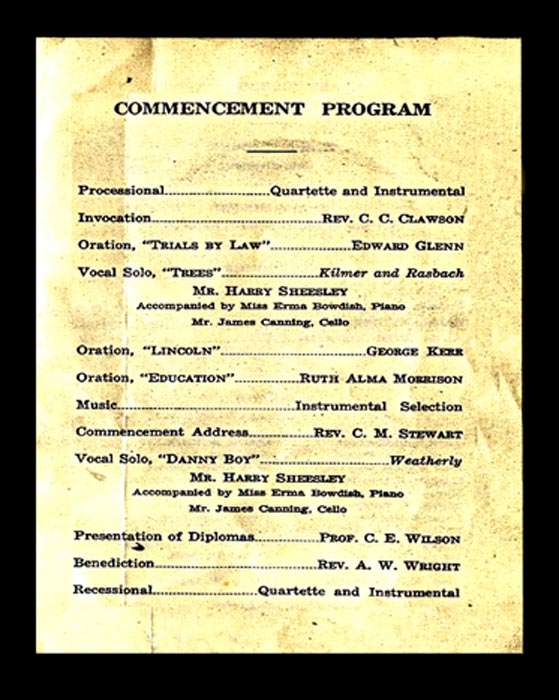 COMMENCEMENT PROGRAM
Processional..........................Quartette and Instrumental
Invocation..........................REV. C. C. CLAWSON
Oration, "TRIALS BY LAW"..........................EDWARD GLENN
Vocal Solo, "TREES"..........................Kilmer and Rasbach
MR. HARRY SHEESLEY
Accompanied by Miss Erma Bowdish, Piano
Mr. James Canning, Cello
Oration, "LINCOLN"..........................GEORGE KERR
Oration, "EDUCATION"..........................RUTH ALMA MORRISON
Music..........................Instrumental Selection
Commencement Address..........................REV. C. M. STEWART
Vocal Solo, "DANNY BOY"..........................Weatherly
MR. HARRY SHEESLEY
Accompanied by Miss Erma Bowdish, Piano
Mr. James Canning, Cello
Presentation of Diplomas..........................PROF. C. E. WILSON
Benediction..........................REV. A. W. WRIGHT
Recessional..........................Quartette and Instrumental